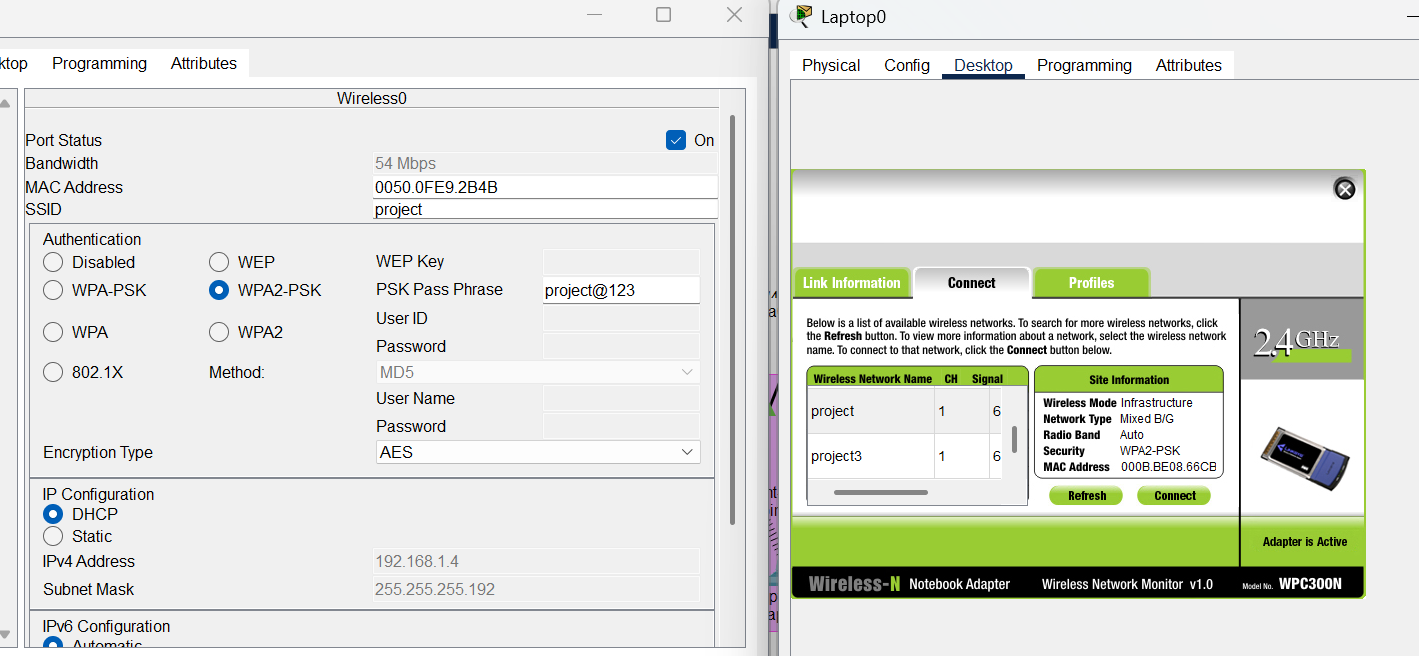 ktop Programming Attributes
Wireless0
Port Status On
Bandwidth 54 Mbps
MAC Address 0050.0FE9.2B4B
SSID project
Authentication
Disabled WEP WEP Key
WPA-PSK WPA2-PSK PSK Pass Phrase project@123
User ID
WPA WPA2 Password
802.1X Method: MD5
User Name
Password
Encryption Type AES
IP Configuration
DHCP
Static
IPv4 Address 192.168.1.4
Subnet Mask 255.255.255.192
IPv6 Configuration
Automatic
Laptop0
Physical Config Desktop Programming Attributes
Link Information Connect Profiles
Below is a list of available wireless networks. To search for more wireless networks, click
the Refresh button. To view more information about a network, select the wireless network
name. To connect to that network, click the Connect button below.
2.4GHz
Wireless Network Name CH Signal
project 1 6
project3 1 6
Site Information
Wireless Mode Infrastructure
Network Type Mixed B/G
Radio Band Auto
Security WPA2-PSK
MAC Address 000B.BE08.66CB
Refresh Connect
Adapter is Active
Wireless-N Notebook Adapter Wireless Network Monitor v1.0 Model No. WPC300N